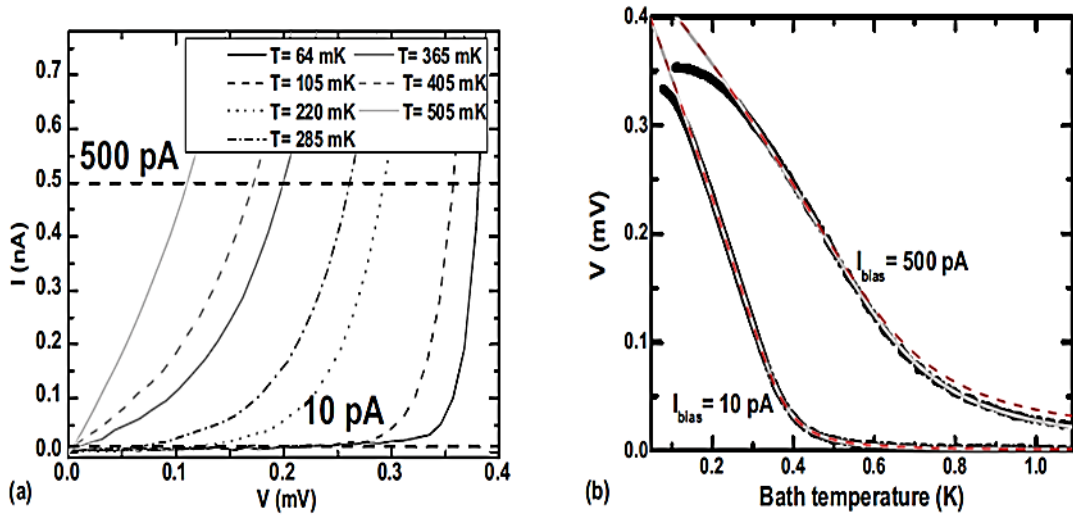 0.7
0.6
0.5
0.4
0.3
0.2
0.1
0.0
I (nA)
T= 64 mK
T= 105 mK
T= 220 mK
T= 285 mK
T= 365 mK
T= 405 mK
T= 505 mK
500 pA
10 pA
0.0 0.1 0.2 0.3 0.4
V (mV)
(a)
0.4
0.3
0.2
0.1
0.0
V (mV)
I bias = 500 pA
I bias = 10 pA
0.2 0.4 0.6 0.8 1.0
Bath temperature (K)
(b)